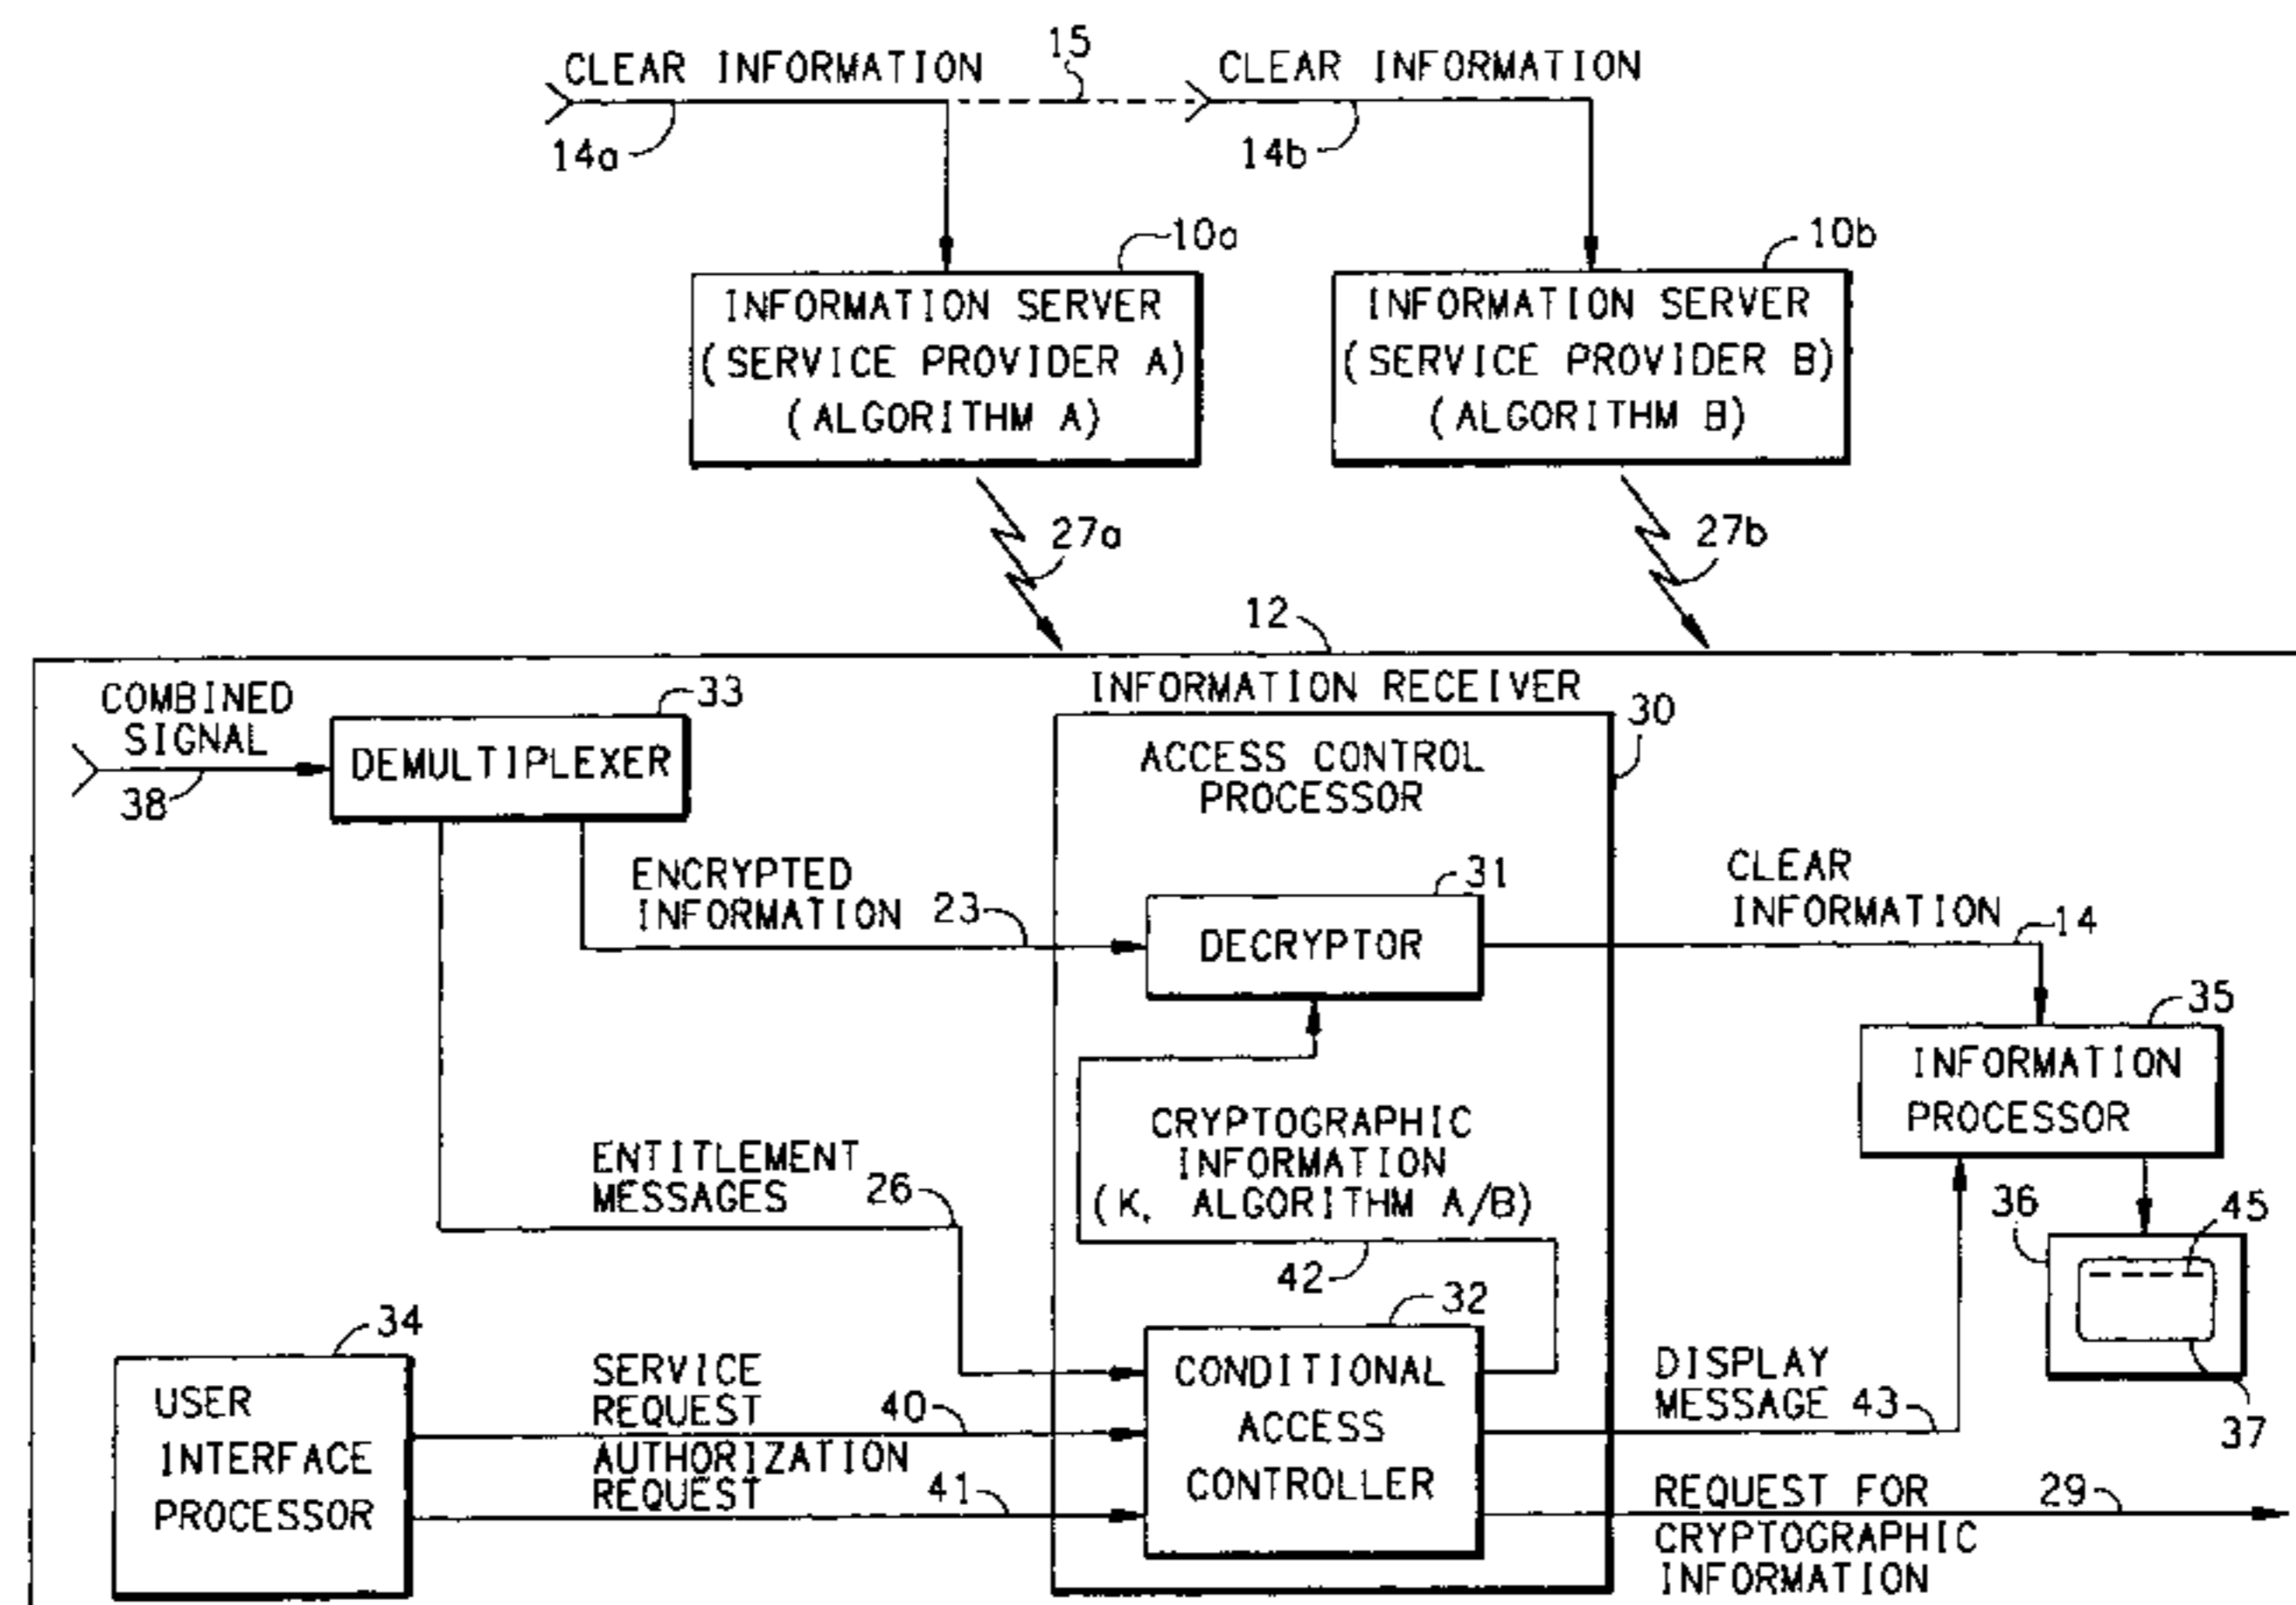 CLEAR INFORMATION
15
CLEAR INFORMATION
14a
14b
10a
10b
INFORMATION SERVER
(SERVICE PROVIDER A)
(ALGORITHM A)
INFORMATION SERVER
(SERVICE PROVIDER B)
(ALGORITHM B)
27a
27b
12
INFORMATION RECEIVER
COMBINED
SIGNAL
38
33
DEMULTIPLEXER
30
ACCESS CONTROL
PROCESSOR
ENCRYPTED
INFORMATION
23
31
DECRYPTOR
CLEAR
INFORMATION
14
35
INFORMATION
PROCESSOR
CRYPTOGRAPHIC
INFORMATION
(K, ALGORITHM A/B)
42
ENTITLEMENT
MESSAGES
26
36
45
37
34
USER
INTERFACE
PROCESSOR
SERVICE
REQUEST
40
AUTHORIZATION
REQUEST
41
32
CONDITIONAL
ACCESS
CONTROLLER
DISPLAY
MESSAGE 43
REQUEST FOR
CRYPTOGRAPHIC
INFORMATION
29